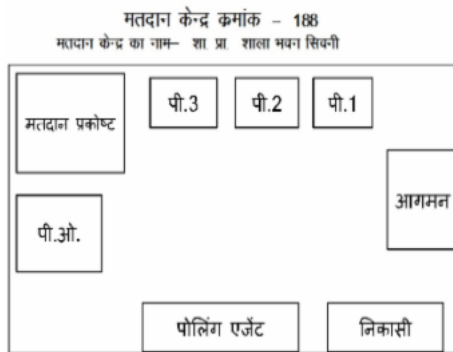 मतदान केन्द्र क्रमांक - 188
मतदान केन्द्र का नाम– शा. प्रा. शाला भवन सिवनी
मतदान प्रकोष्ट
पी.3
पी.2
पी.1
आगमन
पी.ओ.
पोलिंग एजेंट
निकासी